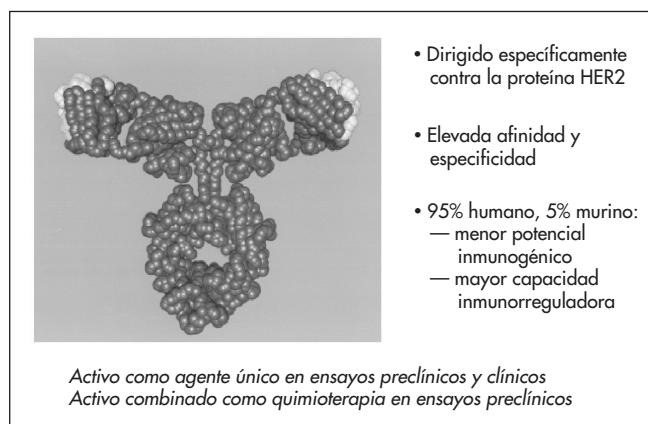 • Dirigido específicamente
contra la proteína HER2
• Elevada afinidad y
especificidad
• 95% humano, 5% murino:
— menor potencial
inmunogénico
— mayor capacidad
inmunorreguladora
Activo como agente único en ensayos preclínicos y clínicos
Activo combinado como quimioterapia en ensayos preclínicos